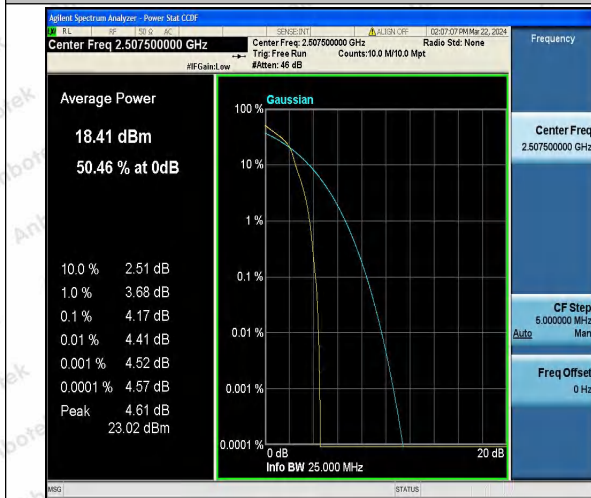 Agilent Spectrum Analyzer - Power Stat CCDF
RL RF 50 Ω AC SENSE:INT ALIGN OFF 02:07:07 PM Mar 22, 2024
Center Freq 2.507500000 GHz
Center Freq: 2.507500000 GHz Radio Std: None
Trig: Free Run Counts:10.0 M/10.0 Mpt
#IFGain:Low #Atten: 46 dB
Frequency
Average Power
18.41 dBm
50.46 % at 0dB
10.0 % 2.51 dB
1.0 % 3.68 dB
0.1 % 4.17 dB
0.01 % 4.41 dB
0.001 % 4.52 dB
0.0001 % 4.57 dB
Peak 4.61 dB
23.02 dBm
Gaussian
100 %
10 %
1 %
0.1 %
0.01 %
0.001 %
0.0001 %
0 dB 20 dB
Info BW 25.000 MHz
Center Freq
2.507500000 GHz
CF Step
5.000000 MHz
Auto Man
Freq Offset
0 Hz
MSG STATUS